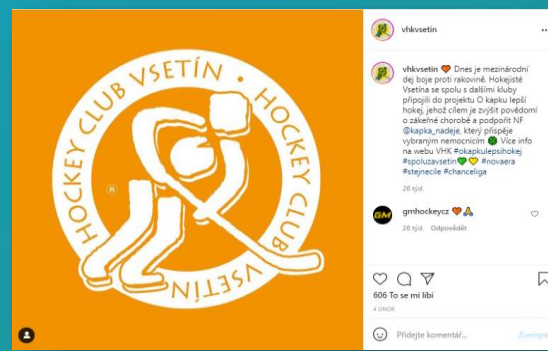 HOCKEY CLUB VSETÍN • HOCKEY CLUB VSETÍN
®
vhkvsetin
vhkvsetin 🧡 Dnes je mezinárodní
dej boje proti rakovině. Hokejisté
Vsetína se spolu s dalšími kluby
připojili do projektu O kapku lepší
hokej, jehož cílem je zvýšit povědomí
o zákeřné chorobě a podpořit NF
@kapka_nadeje, který přispěje
vybraným nemocnicím 🍀 Více info
na webu VHK #okapkulepsihokej
#spoluzavsetin💚💛 #novaera
#stejnecile #chanceliga
26 týd.
GM
gmhockeycz 🧡🙏
26 týd. Odpovědět
606 To se mi líbí
4 ÚNOR
Přidejte komentář... Zveřejnit